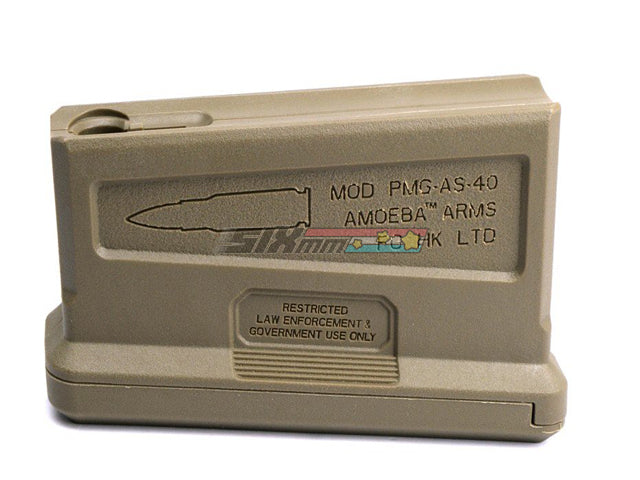 MOD PMG-AS-40
AMOEBA™ ARMS
HK LTD
SIXmm
RESTRICTED
LAW ENFORCEMENT &
GOVERNMENT USE ONLY